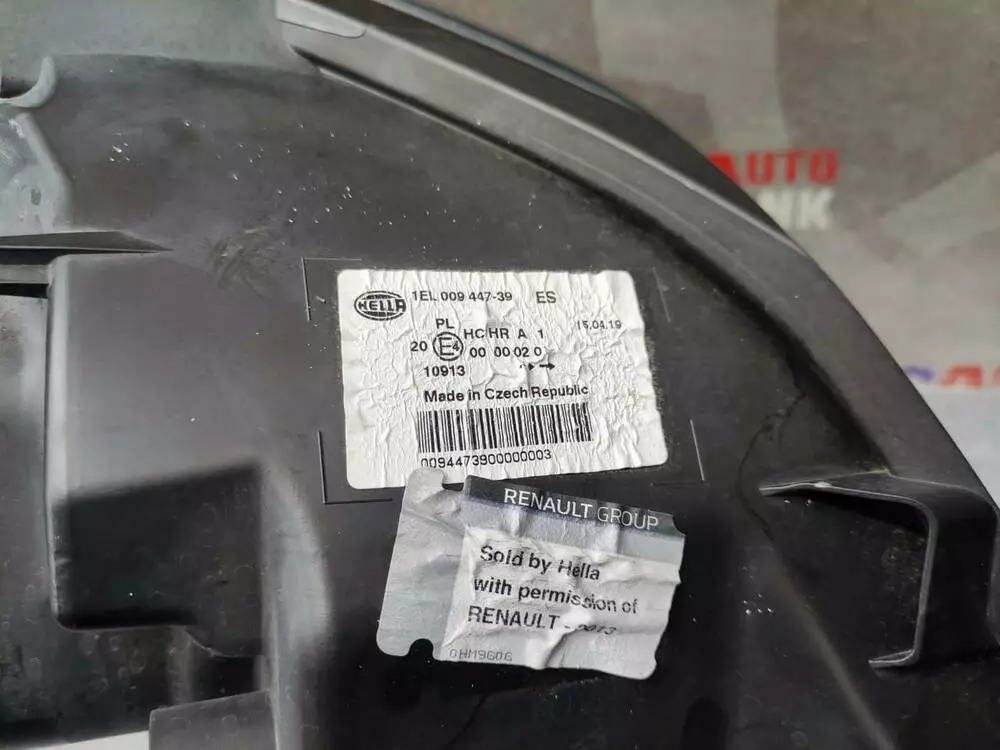 AUTO
HELLA
1EL 009 447-39 ES
15.04.19
PL HC/HR A 1
20 E4 00 00 02 0
10913
Made in Czech Republic
0094473900000003
RENAULT GROUP
Sold by Hella
with permission of
RENAULT -
0HM9G06